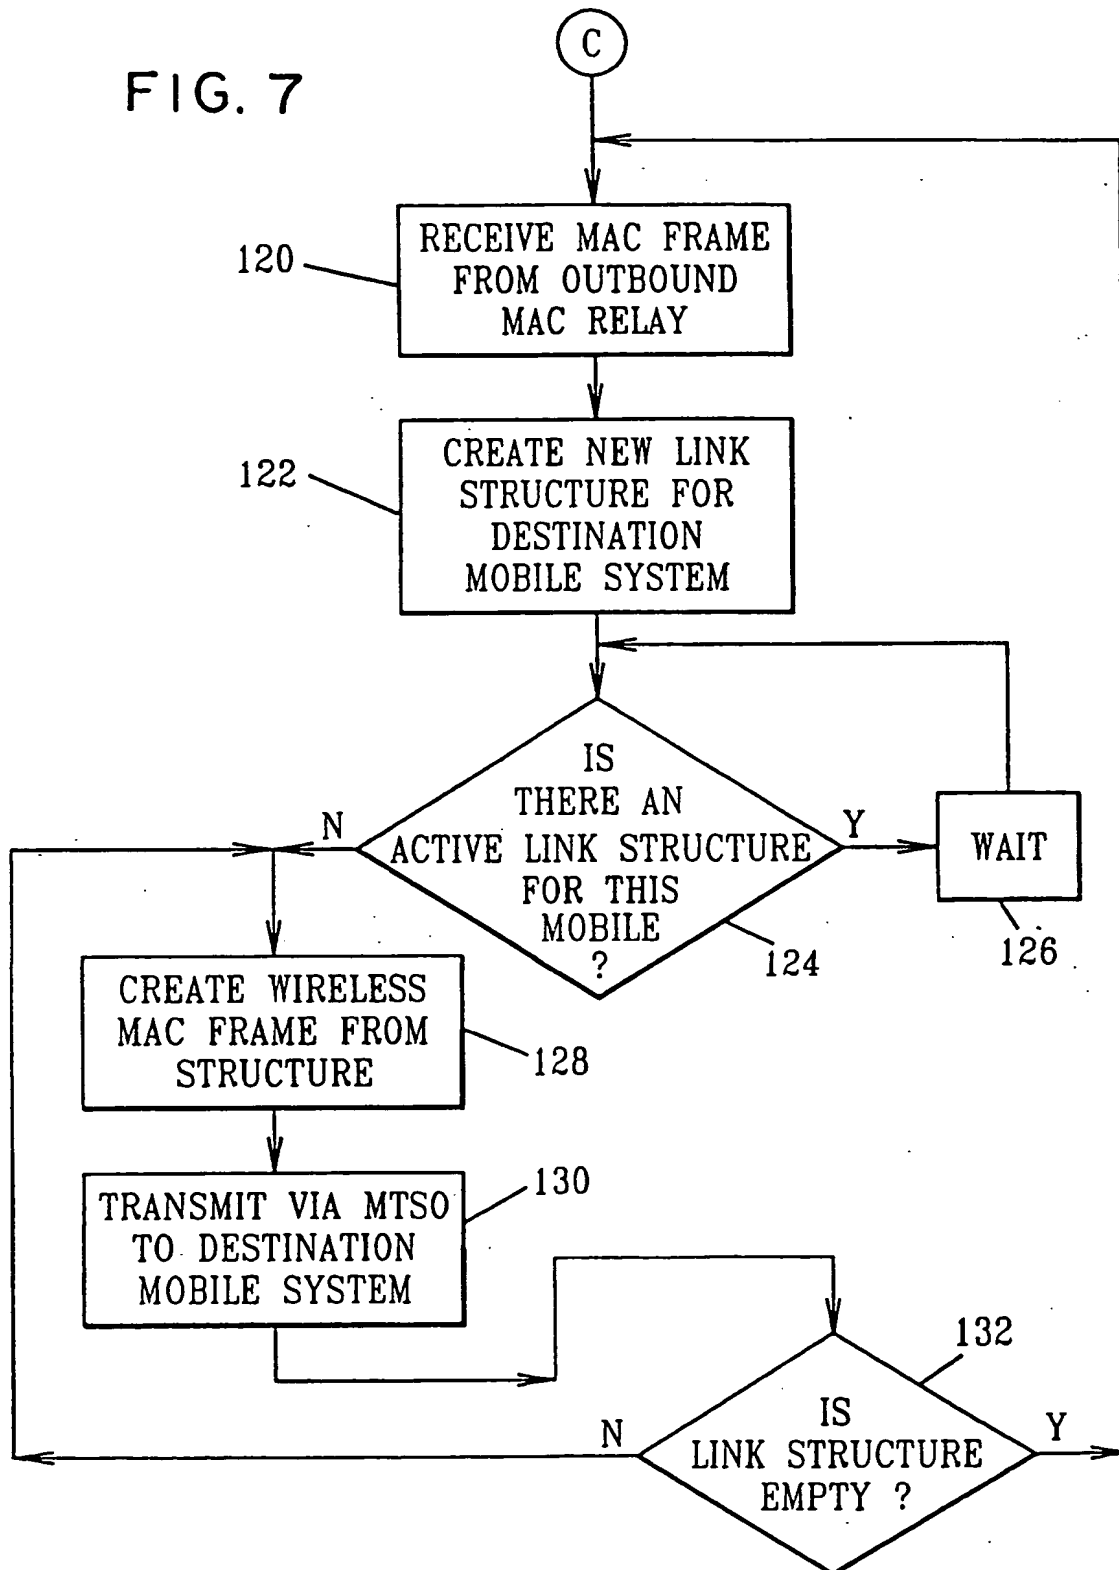 C
FIG. 7
RECEIVE MAC FRAME
FROM OUTBOUND
MAC RELAY
120
CREATE NEW LINK
STRUCTURE FOR
DESTINATION
MOBILE SYSTEM
122
IS
THERE AN
ACTIVE LINK STRUCTURE
FOR THIS
MOBILE
?
N
Y
124
WAIT
126
CREATE WIRELESS
MAC FRAME FROM
STRUCTURE
128
TRANSMIT VIA MTSO
TO DESTINATION
MOBILE SYSTEM
130
132
IS
LINK STRUCTURE
EMPTY ?
N
Y